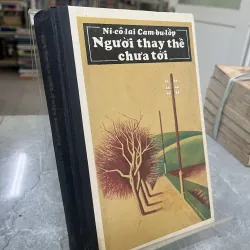 Ni-cô-lai Cam-bu-lốp
Người thay thế
chưa tới